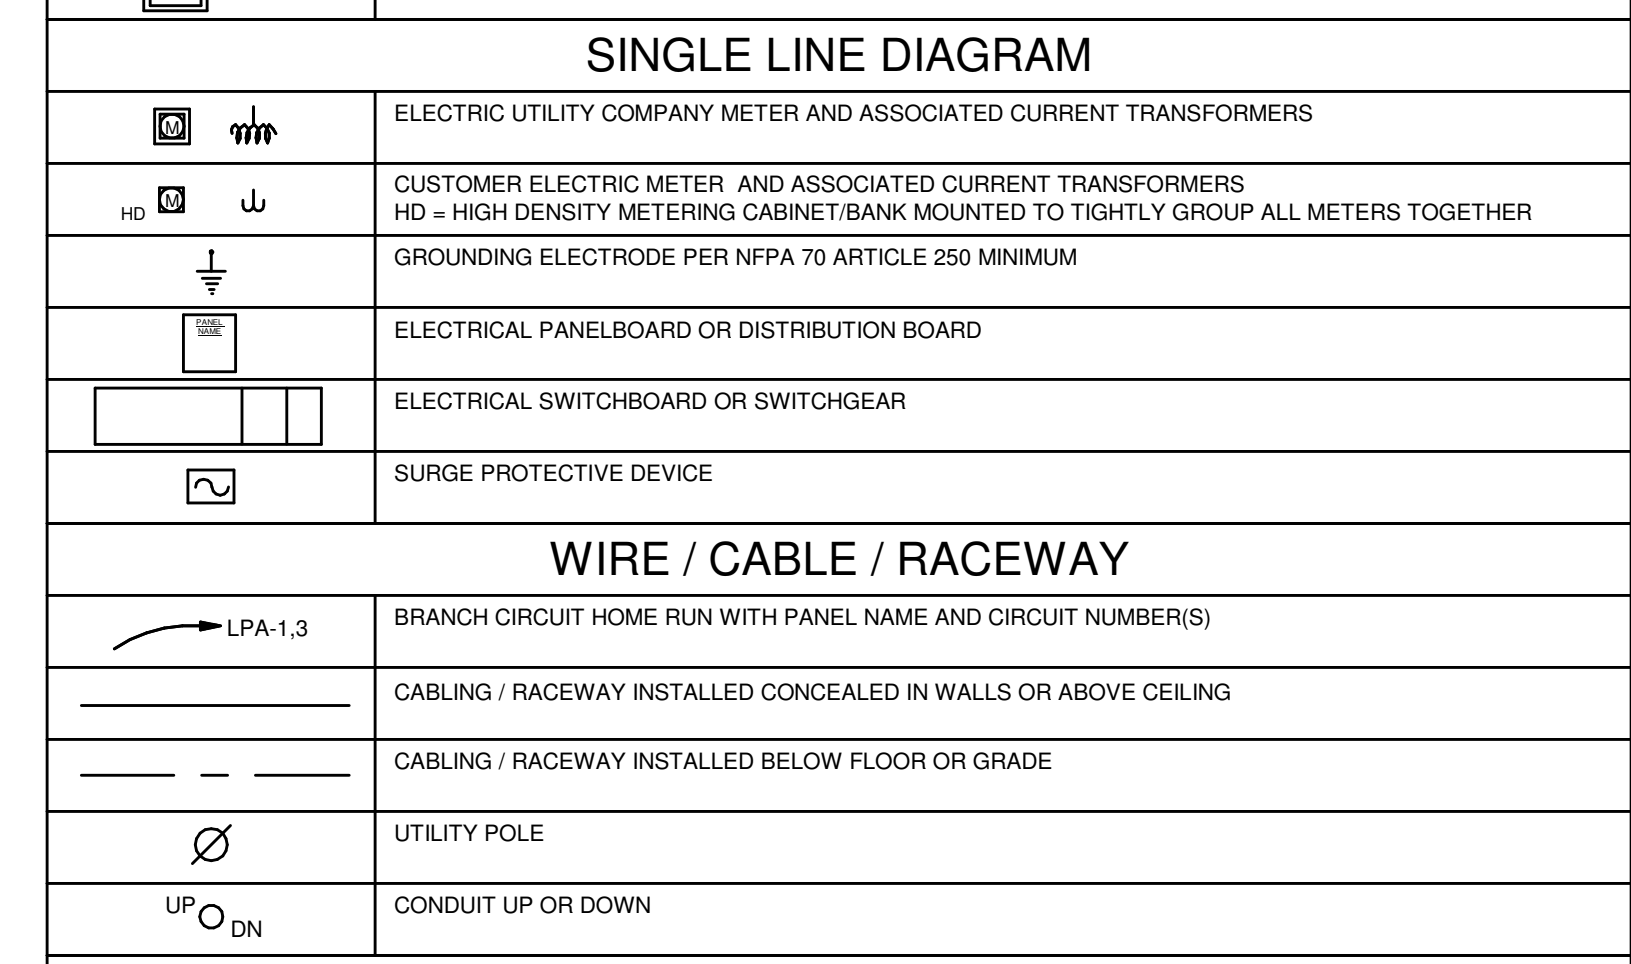 SINGLE LINE DIAGRAM
M
ELECTRIC UTILITY COMPANY METER AND ASSOCIATED CURRENT TRANSFORMERS
HD M
CUSTOMER ELECTRIC METER AND ASSOCIATED CURRENT TRANSFORMERS
HD = HIGH DENSITY METERING CABINET/BANK MOUNTED TO TIGHTLY GROUP ALL METERS TOGETHER
GROUNDING ELECTRODE PER NFPA 70 ARTICLE 250 MINIMUM
PANEL
NAME
ELECTRICAL PANELBOARD OR DISTRIBUTION BOARD
ELECTRICAL SWITCHBOARD OR SWITCHGEAR
SURGE PROTECTIVE DEVICE
WIRE / CABLE / RACEWAY
LPA-1,3
BRANCH CIRCUIT HOME RUN WITH PANEL NAME AND CIRCUIT NUMBER(S)
CABLING / RACEWAY INSTALLED CONCEALED IN WALLS OR ABOVE CEILING
CABLING / RACEWAY INSTALLED BELOW FLOOR OR GRADE
UTILITY POLE
UP
DN
CONDUIT UP OR DOWN